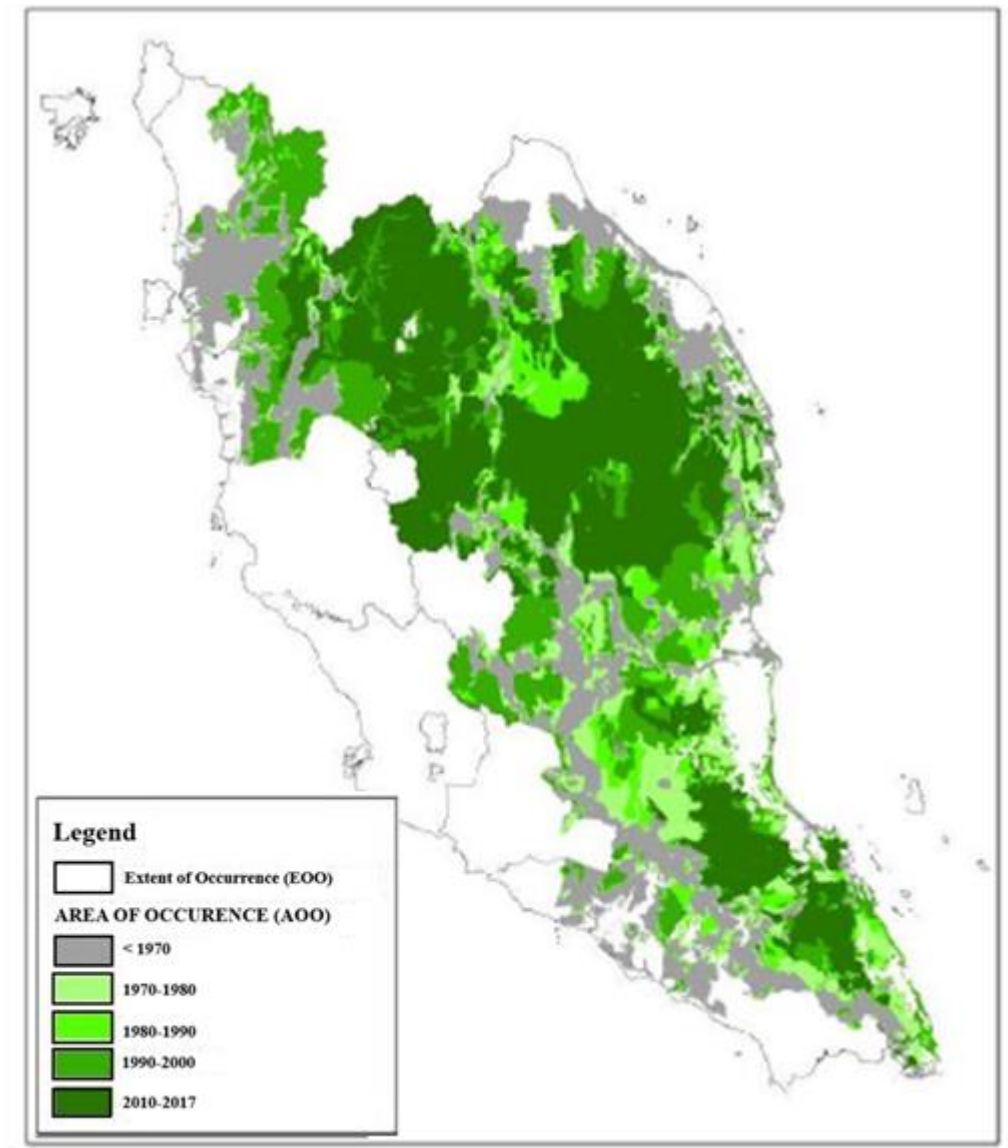 Legend
Extent of Occurrence (EOO)
AREA OF OCCURENCE (AOO)
< 1970
1970-1980
1980-1990
1990-2000
2010-2017